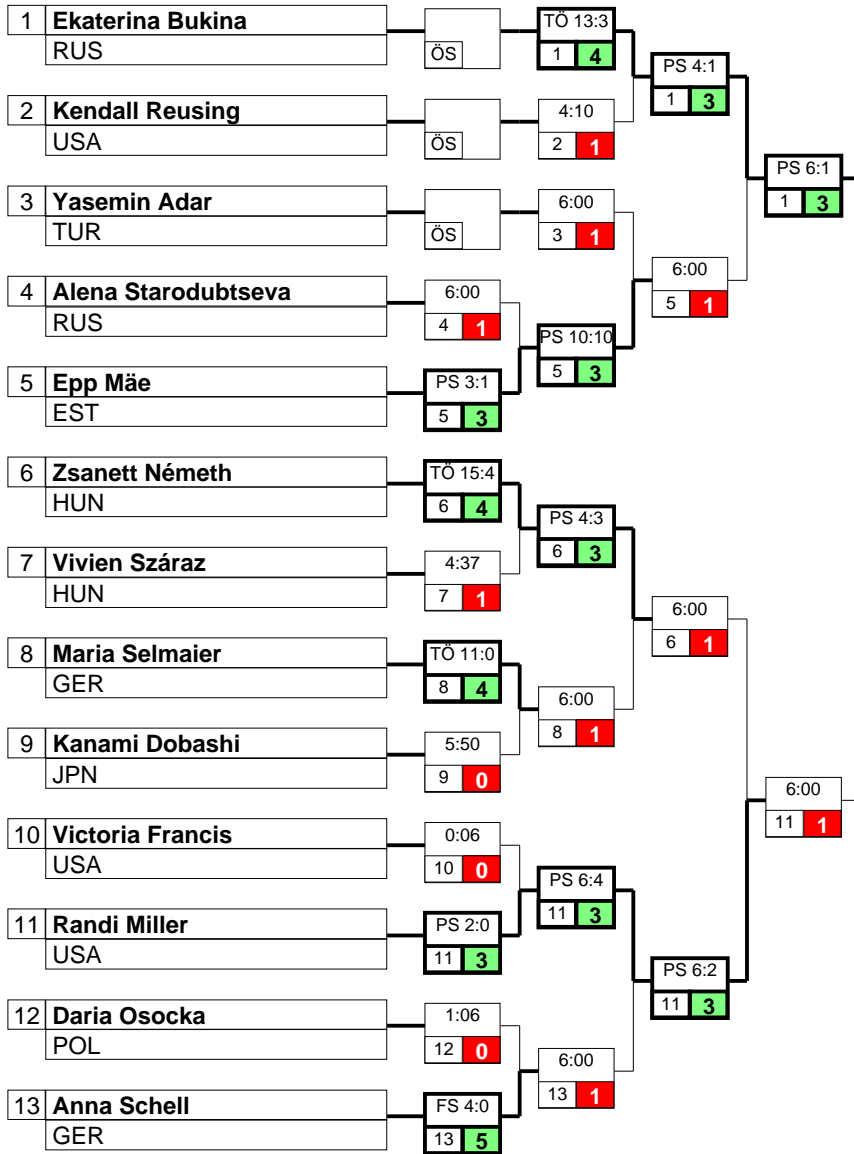 1 Ekaterina Bukina
RUS
ÖS
TÖ 13:3
1 4
PS 4:1
1 3
2 Kendall Reusing
USA
ÖS
4:10
2 1
PS 6:1
1 3
3 Yasemin Adar
TUR
ÖS
6:00
3 1
6:00
5 1
4 Alena Starodubtseva
RUS
6:00
4 1
PS 10:10
5 3
5 Epp Mäe
EST
PS 3:1
5 3
6 Zsanett Németh
HUN
TÖ 15:4
6 4
PS 4:3
6 3
7 Vivien Száraz
HUN
4:37
7 1
6:00
6 1
8 Maria Selmaier
GER
TÖ 11:0
8 4
6:00
8 1
9 Kanami Dobashi
JPN
5:50
9 0
6:00
11 1
10 Victoria Francis
USA
0:06
10 0
PS 6:4
11 3
11 Randi Miller
USA
PS 2:0
11 3
PS 6:2
11 3
12 Daria Osocka
POL
1:06
12 0
6:00
13 1
13 Anna Schell
GER
FS 4:0
13 5